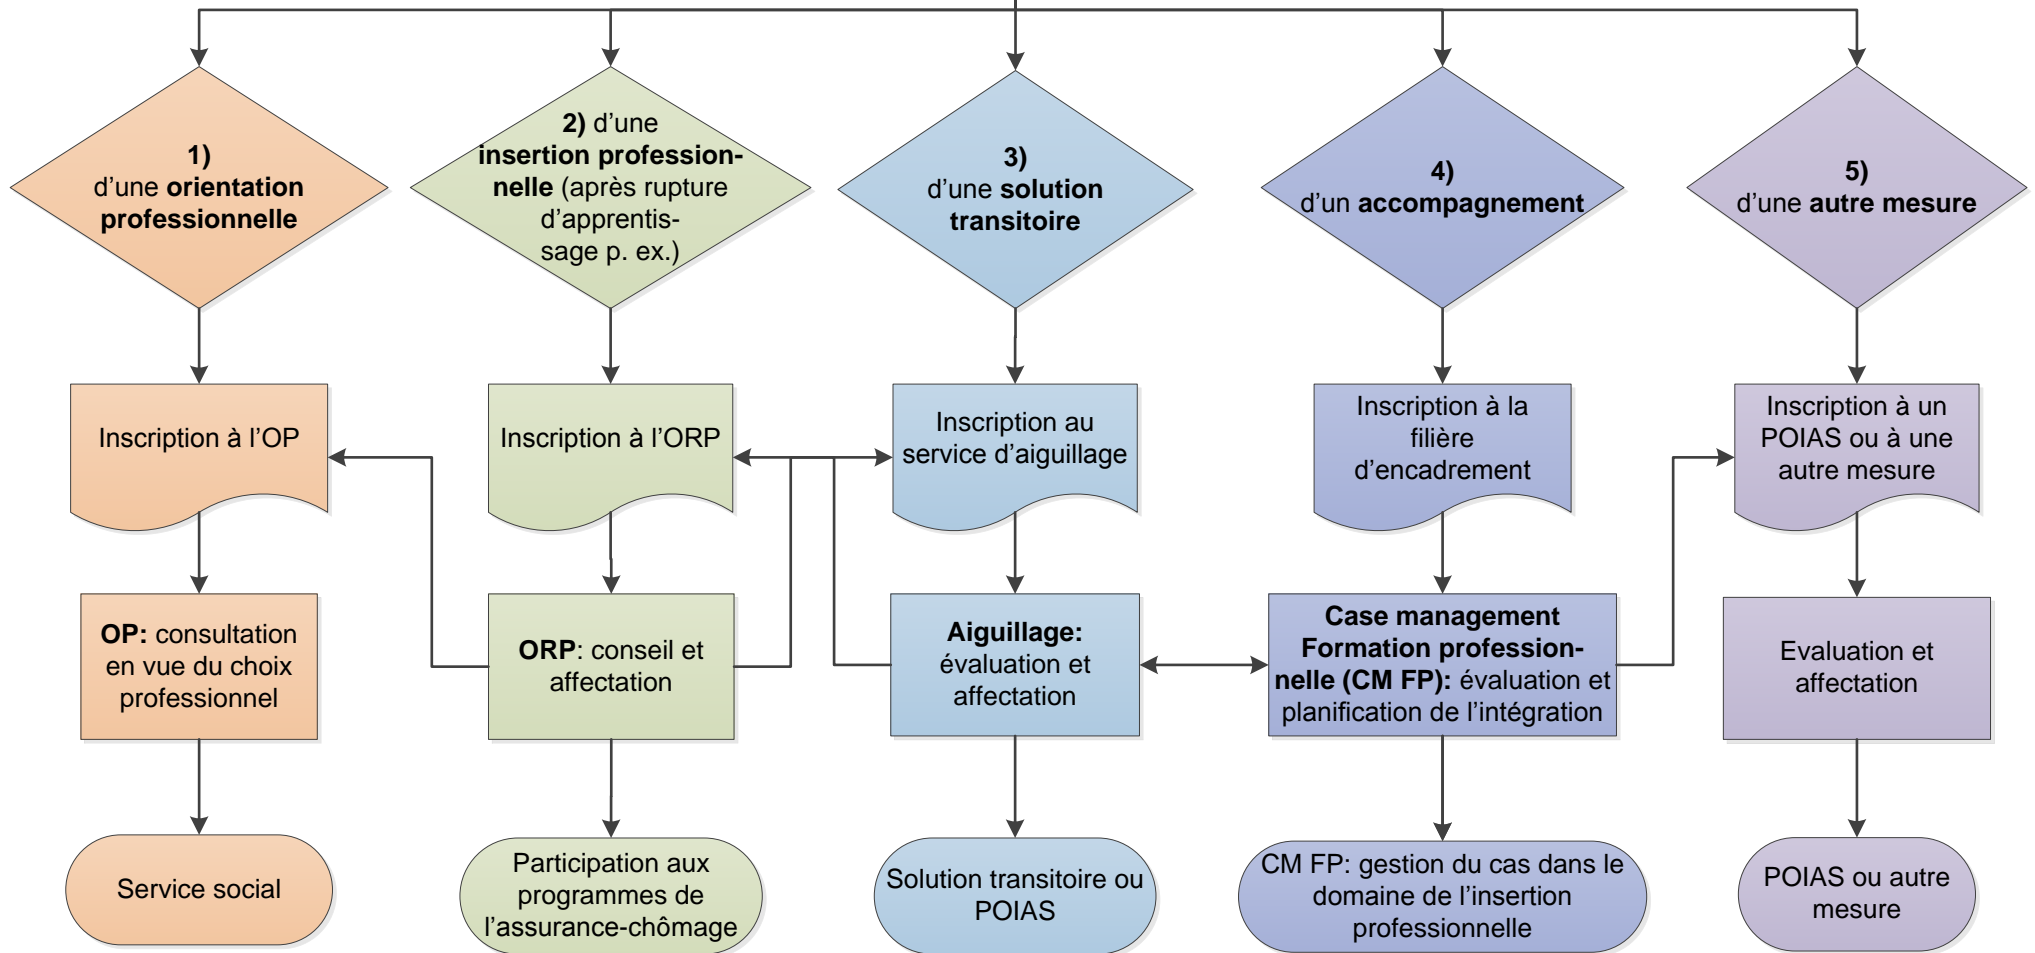 1)
d’une orientation
professionnelle
2) d’une
insertion profession-
nelle (après rupture
d’apprentis-
sage p. ex.)
3)
d’une solution
transitoire
4)
d’un accompagnement
5)
d’une autre mesure
Inscription à l’OP
Inscription à l’ORP
Inscription au
service d’aiguillage
Inscription à la
filière
d’encadrement
Inscription à un
POIAS ou à une
autre mesure
OP: consultation
en vue du choix
professionnel
ORP: conseil et
affectation
Aiguillage:
évaluation et
affectation
Case management
Formation profession-
nelle (CM FP): évaluation et
planification de l’intégration
Evaluation et
affectation
Service social
Participation aux
programmes de
l’assurance-chômage
Solution transitoire ou
POIAS
CM FP: gestion du cas dans le
domaine de l’insertion
professionnelle
POIAS ou autre
mesure